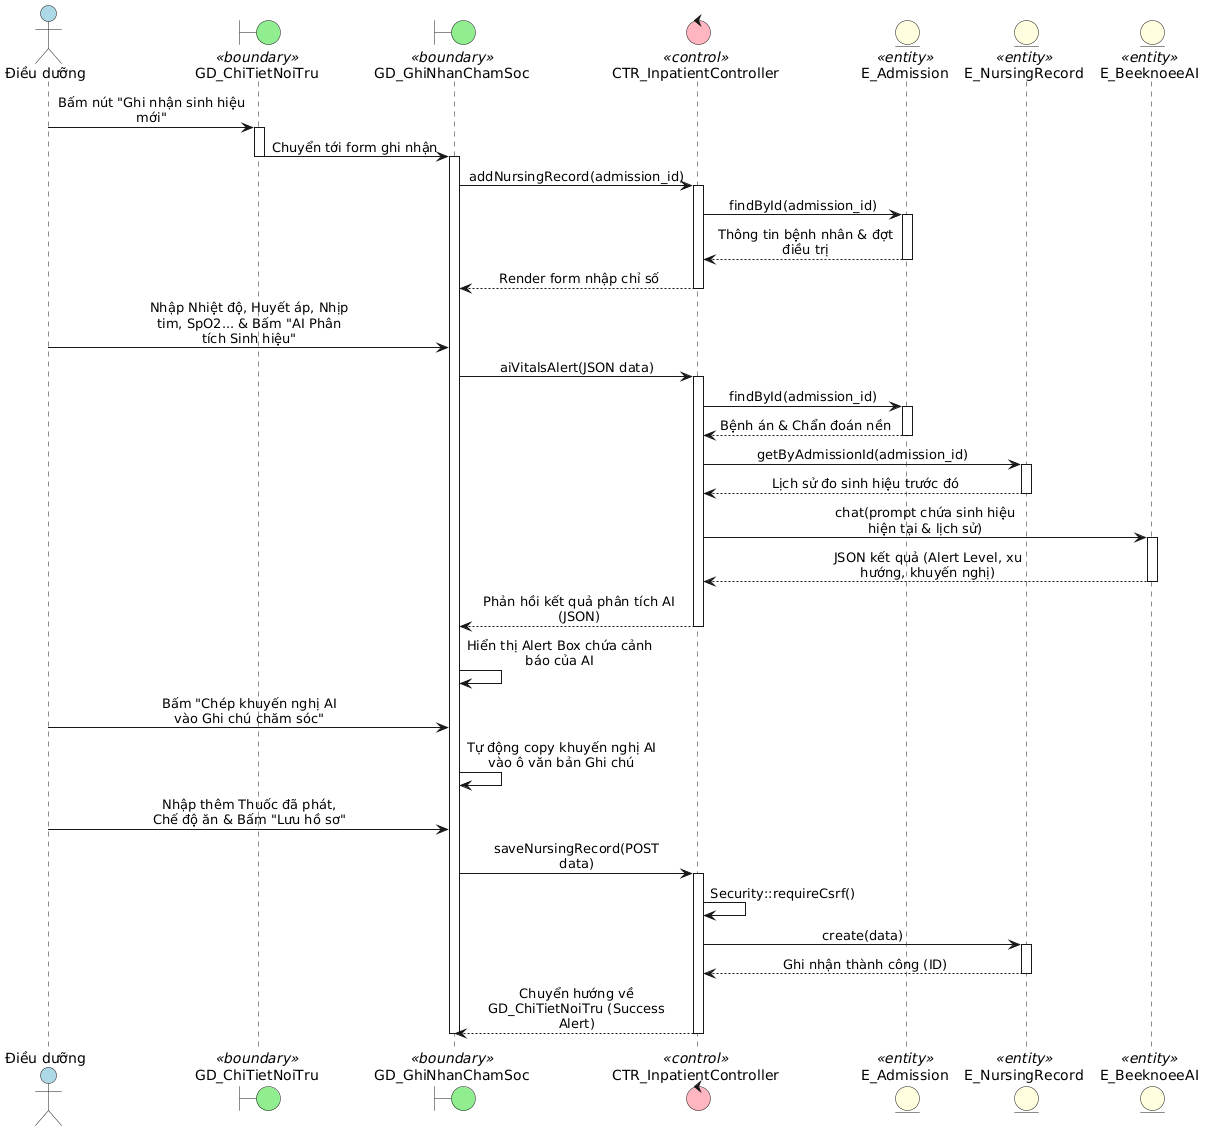 Điều dưỡng
«boundary»
GD_ChiTietNoiTru
«boundary»
GD_GhiNhanChamSoc
«control»
CTR_InpatientController
«entity»
E_Admission
«entity»
E_NursingRecord
«entity»
E_BeeknoeeAI
Bấm nút "Ghi nhận sinh hiệu
mới"
Chuyển tới form ghi nhận
addNursingRecord(admission_id)
findById(admission_id)
Thông tin bệnh nhân & đợt
điều trị
Render form nhập chỉ số
Nhập Nhiệt độ, Huyết áp, Nhịp
tim, SpO2... & Bấm "AI Phân
tích Sinh hiệu"
aiVitalsAlert(JSON data)
findById(admission_id)
Bệnh án & Chẩn đoán nền
getByAdmissionId(admission_id)
Lịch sử đo sinh hiệu trước đó
chat(prompt chứa sinh hiệu
hiện tại & lịch sử)
JSON kết quả (Alert Level, xu
hướng, khuyến nghị)
Phản hồi kết quả phân tích AI
(JSON)
Hiển thị Alert Box chứa cảnh
báo của AI
Bấm "Chép khuyến nghị AI
vào Ghi chú chăm sóc"
Tự động copy khuyến nghị AI
vào ô văn bản Ghi chú
Nhập thêm Thuốc đã phát,
Chế độ ăn & Bấm "Lưu hồ sơ"
saveNursingRecord(POST
data)
Security::requireCsrf()
create(data)
Ghi nhận thành công (ID)
Chuyển hướng về
GD_ChiTietNoiTru (Success
Alert)
Điều dưỡng
«boundary»
GD_ChiTietNoiTru
«boundary»
GD_GhiNhanChamSoc
«control»
CTR_InpatientController
«entity»
E_Admission
«entity»
E_NursingRecord
«entity»
E_BeeknoeeAI